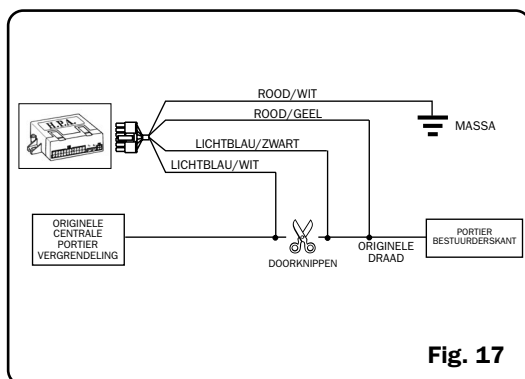 ROOD/WIT
ROOD/GEEL
MASSA
H.P.A.
LICHTBLAU/ZWART
LICHTBLAU/WIT
ORIGINELE
CENTRALE
PORTIER
VERGRENDELING
DOORKNIPPEN
ORIGINELE
DRAAD
PORTIER
BESTUURDERSKANT
Fig. 17